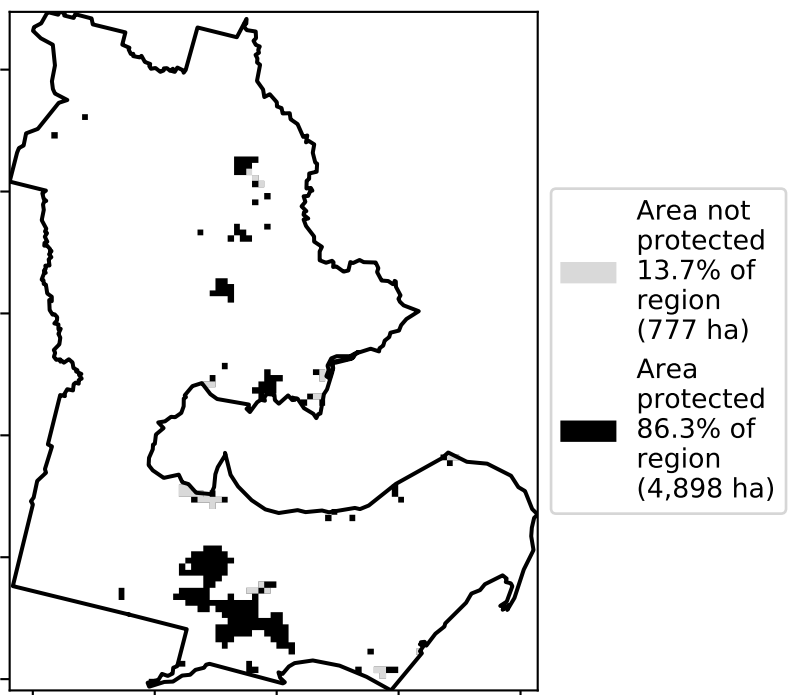 Area not
protected
13.7% of
region
(777 ha)
Area
protected
86.3% of
region
(4,898 ha)